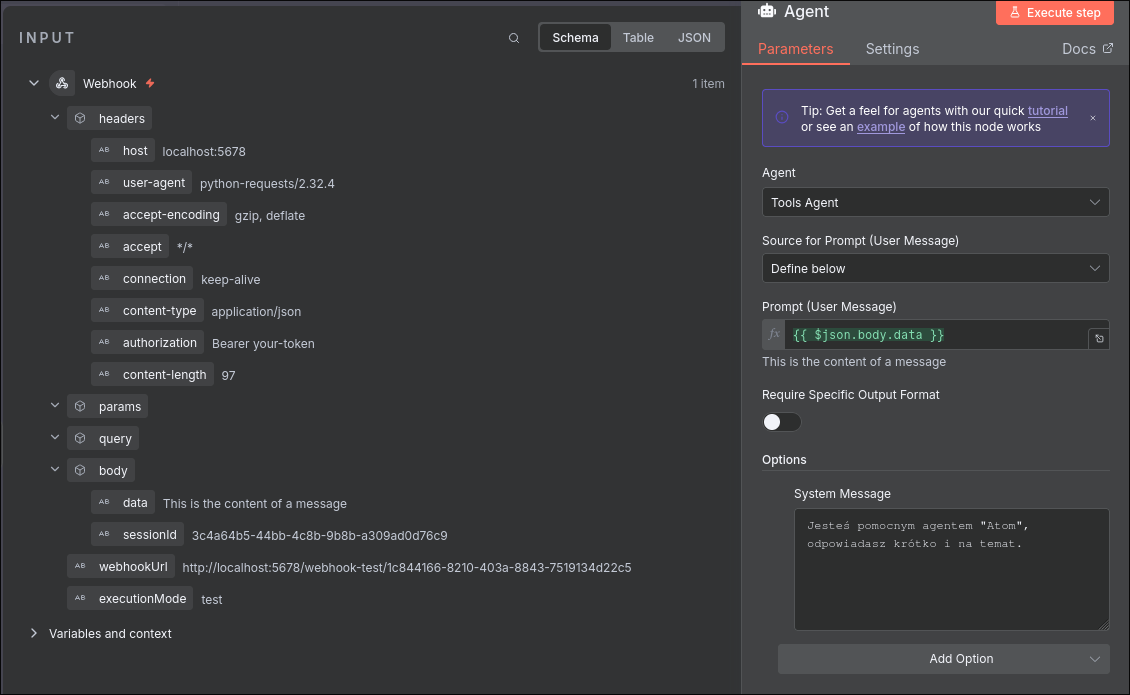 INPUT
Schema
Table
JSON
Webhook
1 item
headers
AB host localhost:5678
AB user-agent python-requests/2.32.4
AB accept-encoding gzip, deflate
AB accept */*
AB connection keep-alive
AB content-type application/json
AB authorization Bearer your-token
AB content-length 97
params
query
body
AB data This is the content of a message
AB sessionId 3c4a64b5-44bb-4c8b-9b8b-a309ad0d76c9
AB webhookUrl http://localhost:5678/webhook-test/1c844166-8210-403a-8843-7519134d22c5
AB executionMode test
Variables and context
Agent
Execute step
Parameters
Settings
Docs
Tip: Get a feel for agents with our quick tutorial
or see an example of how this node works
×
Agent
Tools Agent
Source for Prompt (User Message)
Define below
Prompt (User Message)
fx {{ $json.body.data }}
This is the content of a message
Require Specific Output Format
Options
System Message
Jesteś pomocnym agentem "Atom",
odpowiadasz krótko i na temat.
Add Option